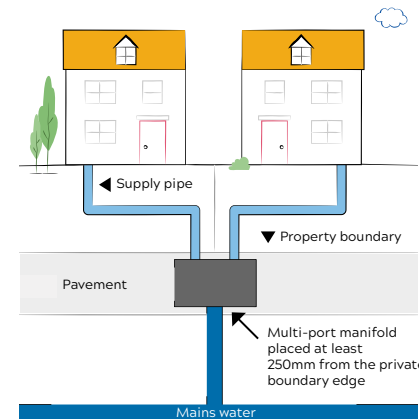 Supply pipe
Property boundary
Pavement
Multi-port manifold
placed at least
250mm from the private
boundary edge
Mains water